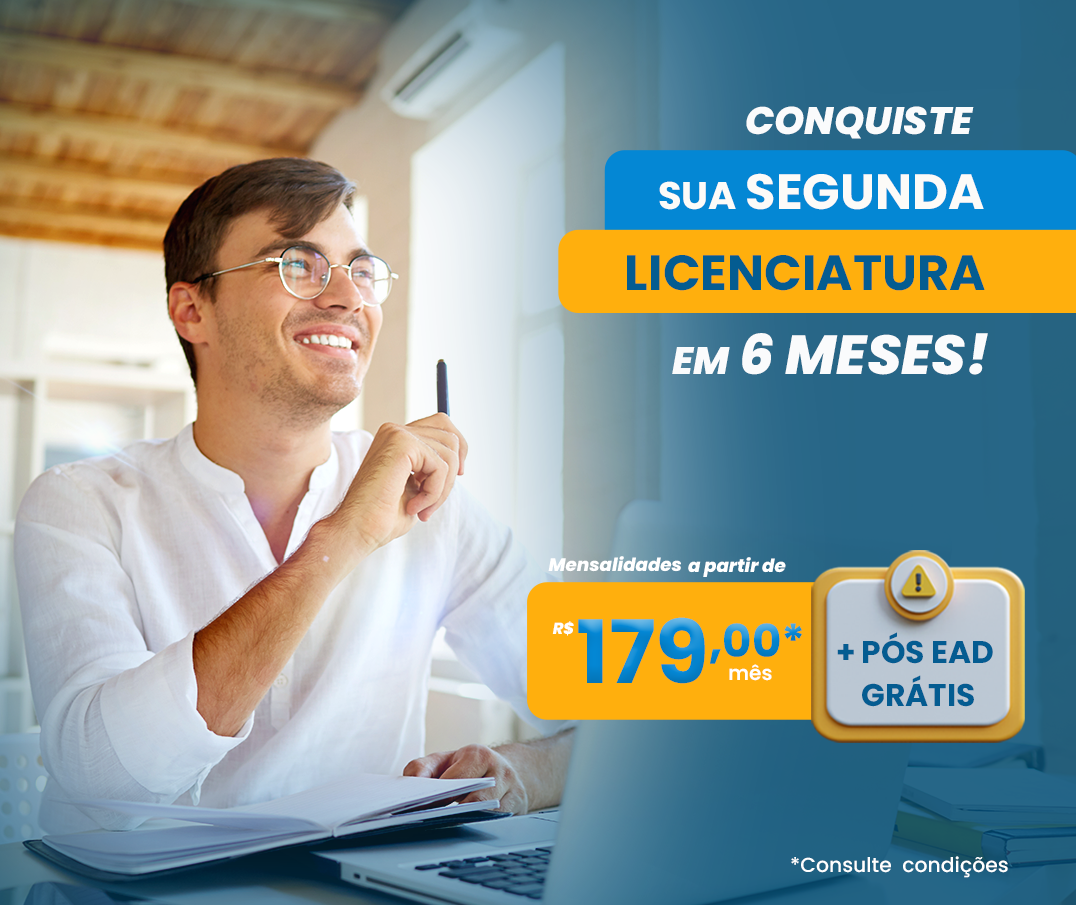 CONQUISTE
SUA SEGUNDA
LICENCIATURA
EM 6 MESES!
Mensalidades a partir de
R$ 179,00*
mês
+ PÓS EAD
GRÁTIS
*Consulte condições